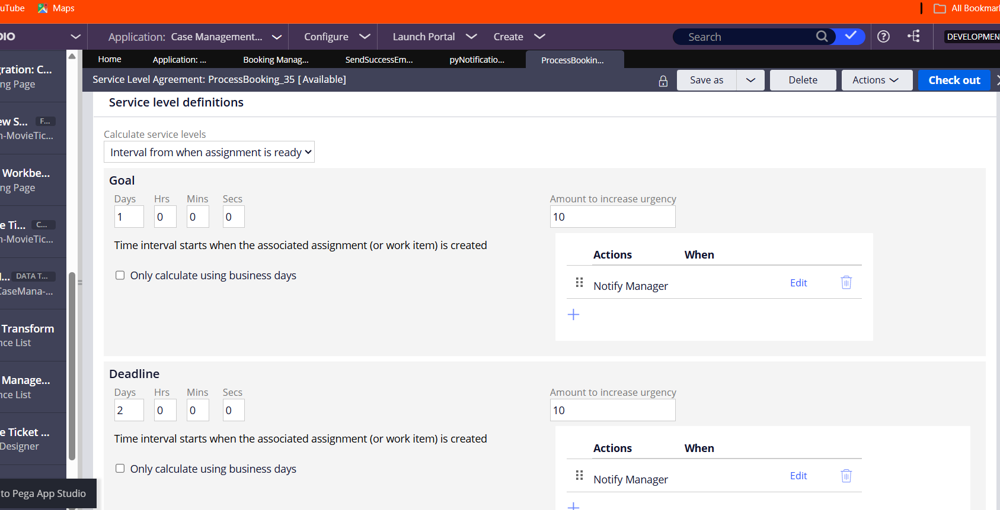 uTube Maps All Bookmar
DIO Application: Case Management... Configure Launch Portal Create Search DEVELOPMEN
Home Application: ... Booking Manag... SendSuccessEm... pyNotificatio... ProcessBookin...
Service Level Agreement: ProcessBooking_35 [Available] Save as Delete Actions Check out
gration: C...
ng Page
ew S... F...
n-MovieTic...
Workbe...
ng Page
e Ti... C...
n-MovieTic...
l... DATA T...
CaseMana-...
Transform
nce List
Manage...
nce List
e Ticket ...
Designer
to Pega App Studio
Service level definitions
Calculate service levels
Interval from when assignment is ready
Goal
Days Hrs Mins Secs Amount to increase urgency
1 0 0 0 10
Time interval starts when the associated assignment (or work item) is created
Actions When
Only calculate using business days
Notify Manager Edit
Deadline
Days Hrs Mins Secs Amount to increase urgency
2 0 0 0 10
Time interval starts when the associated assignment (or work item) is created
Actions When
Only calculate using business days
Notify Manager Edit